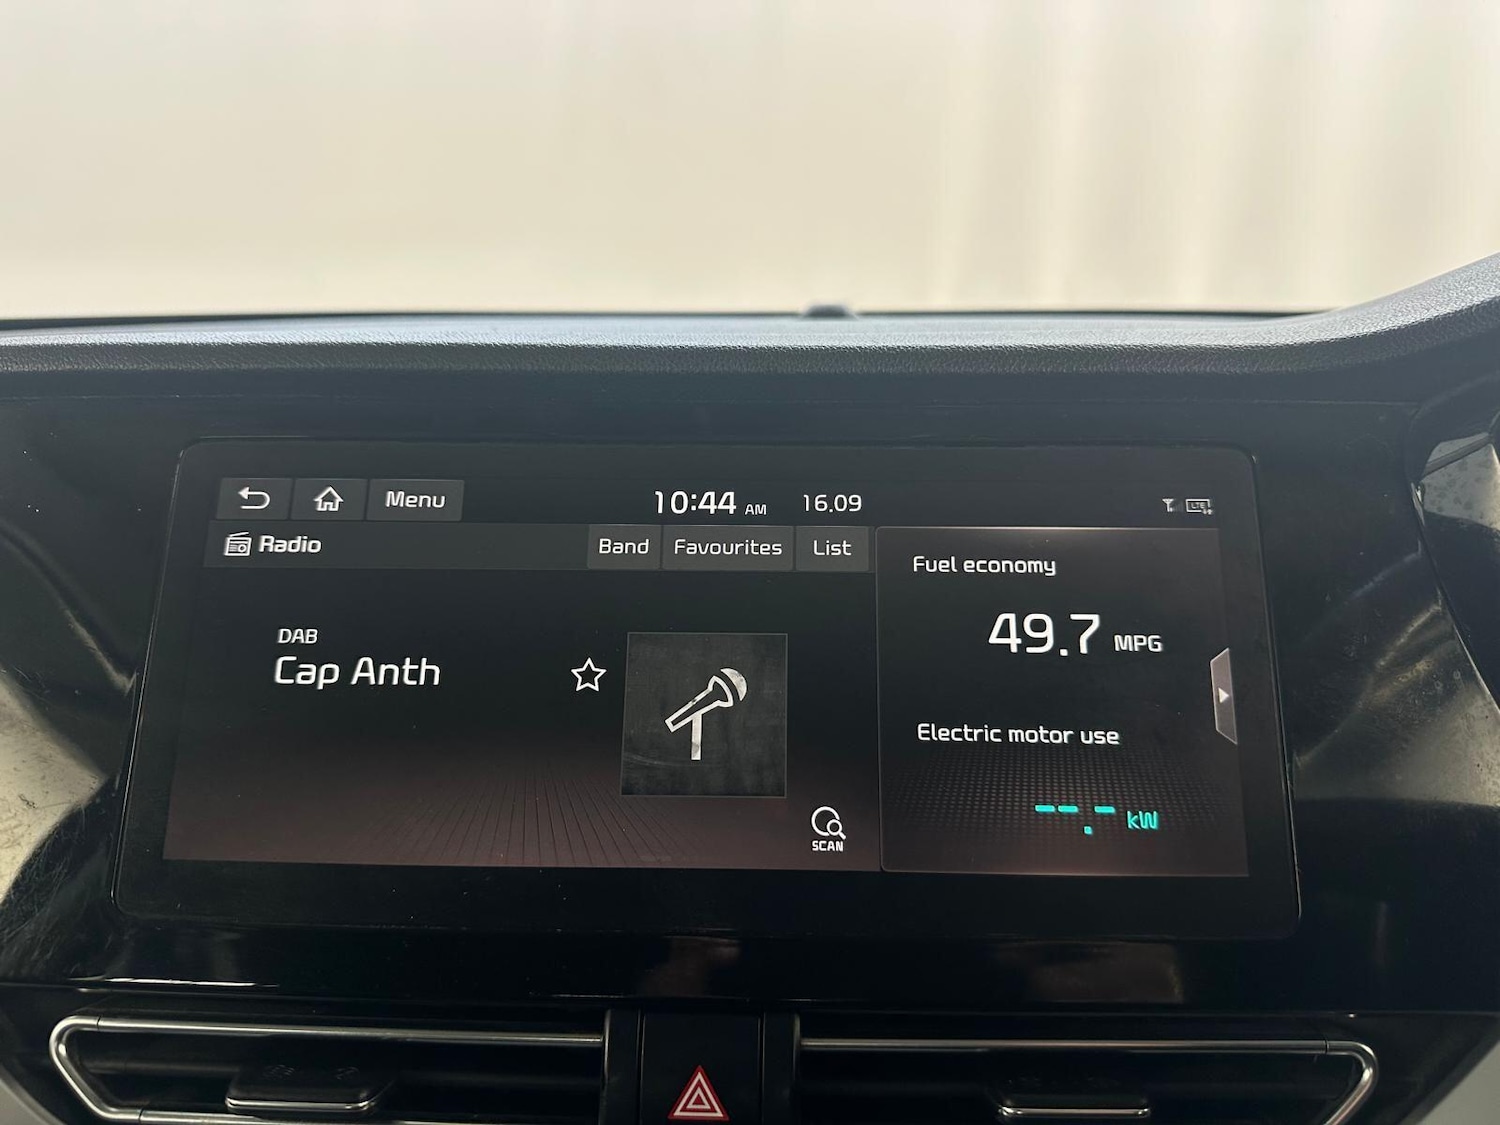 Menu
10:44 AM 16.09
LTE
Radio
Band
Favourites
List
DAB
Cap Anth
SCAN
Fuel economy
49.7 MPG
Electric motor use
--.- kW